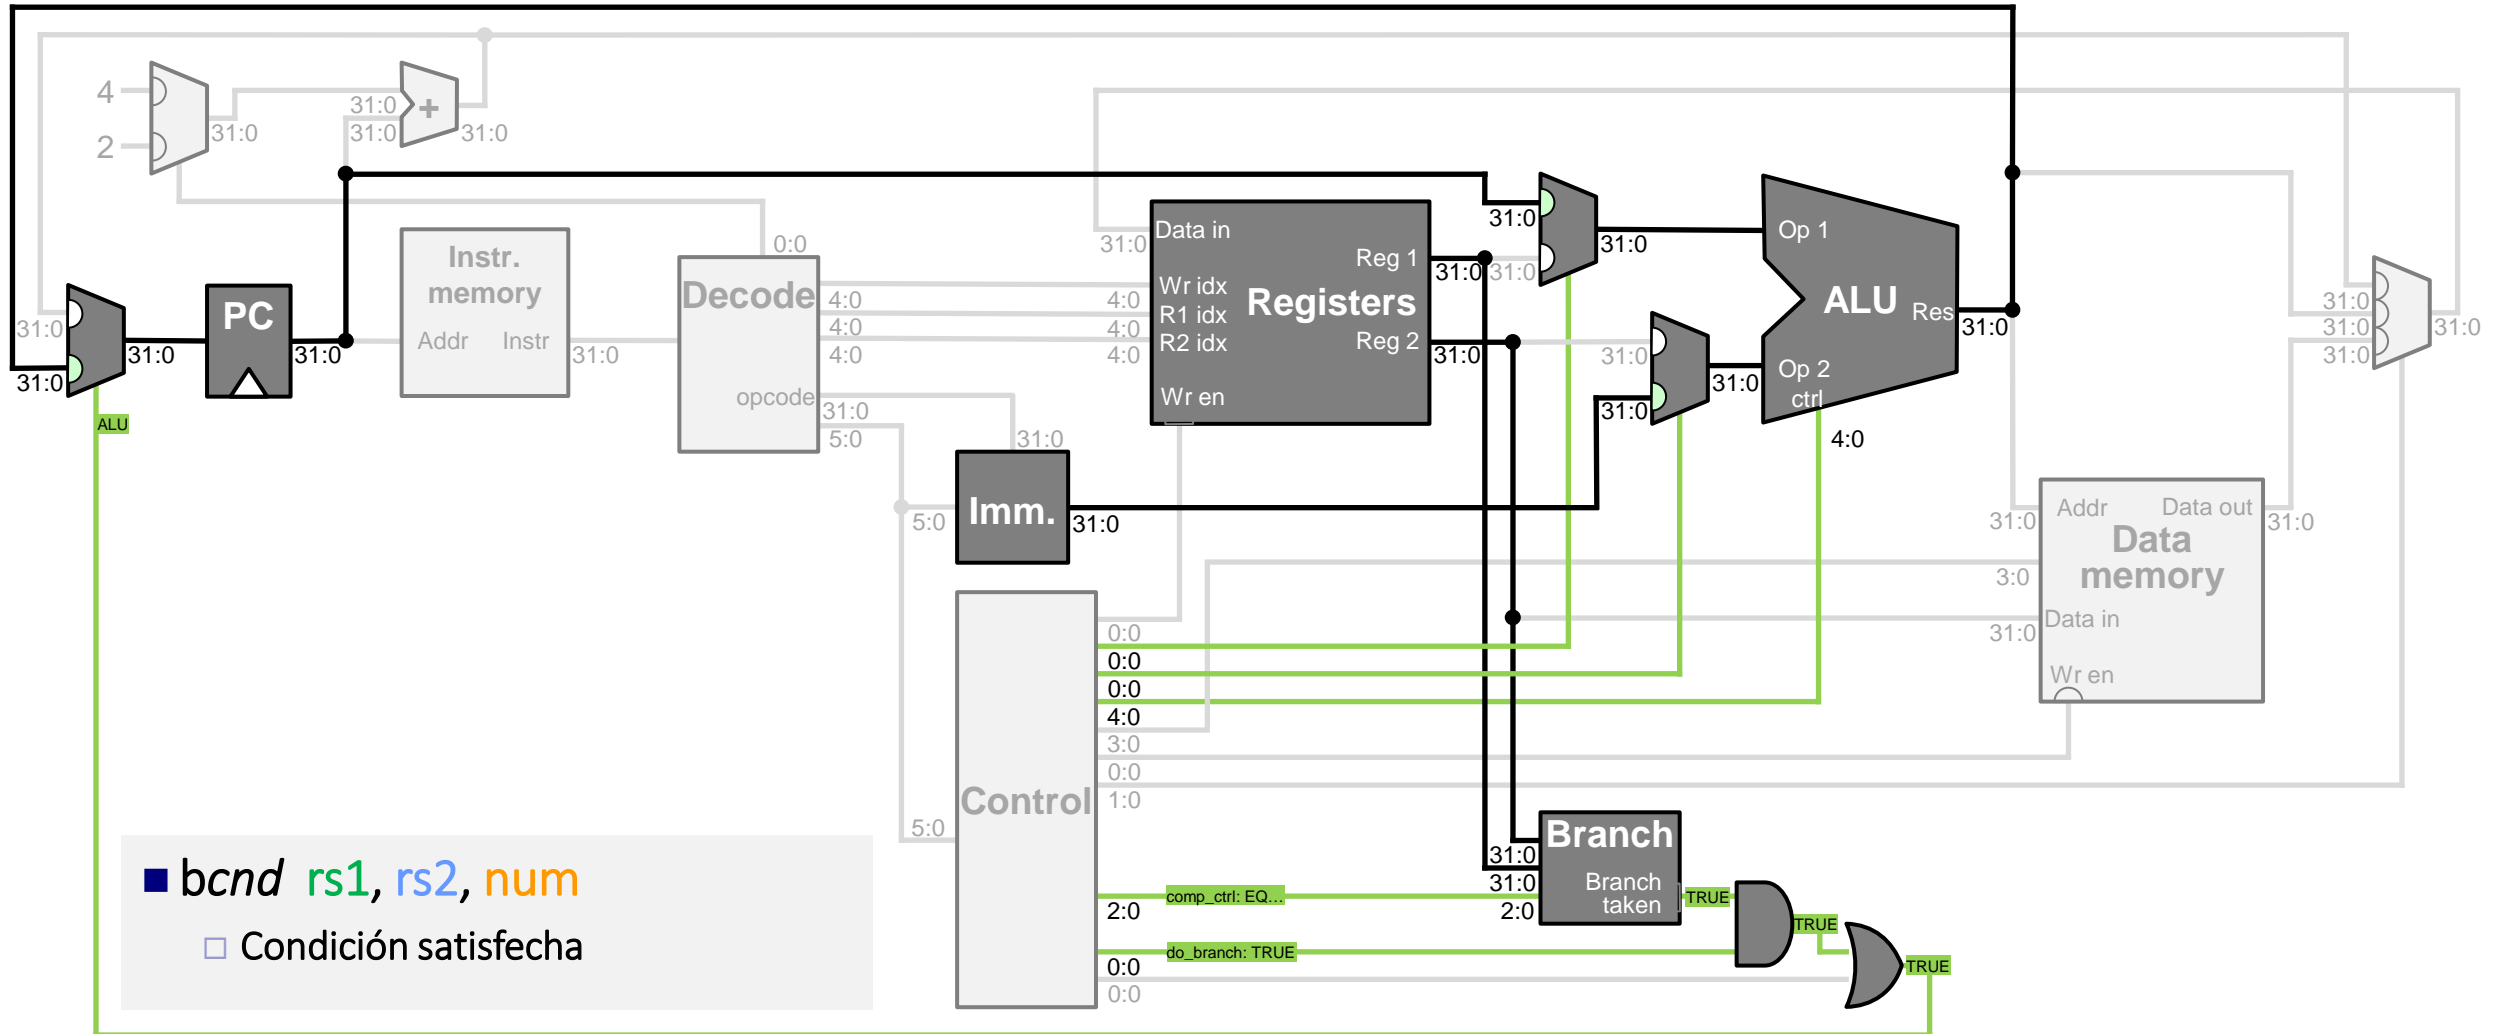 4
2
31:0
31:0
31:0
+
31:0
0:0
31:0
31:0
31:0
PC
31:0
ALU
Instr.
memory
Addr Instr
31:0
Decode
opcode
4:0
4:0
4:0
31:0
5:0
31:0
4:0
4:0
4:0
Data in
Wr idx
R1 idx
R2 idx
Wr en
Registers
Reg 1
Reg 2
31:0
31:0
31:0
31:0
31:0
31:0
31:0
31:0
Op 1
Op 2
ctrl
ALU
Res
31:0
4:0
31:0
31:0
31:0
31:0
31:0
5:0
Imm.
31:0
31:0
Addr
Data out
31:0
Data
memory
3:0
Data in
31:0
Wr en
5:0
Control
0:0
0:0
0:0
4:0
3:0
0:0
1:0
2:0
comp_ctrl: EQ...
0:0
do_branch: TRUE
0:0
31:0
31:0
2:0
Branch
Branch
taken
TRUE
TRUE
TRUE
bcnd rs1, rs2, num
Condición satisfecha